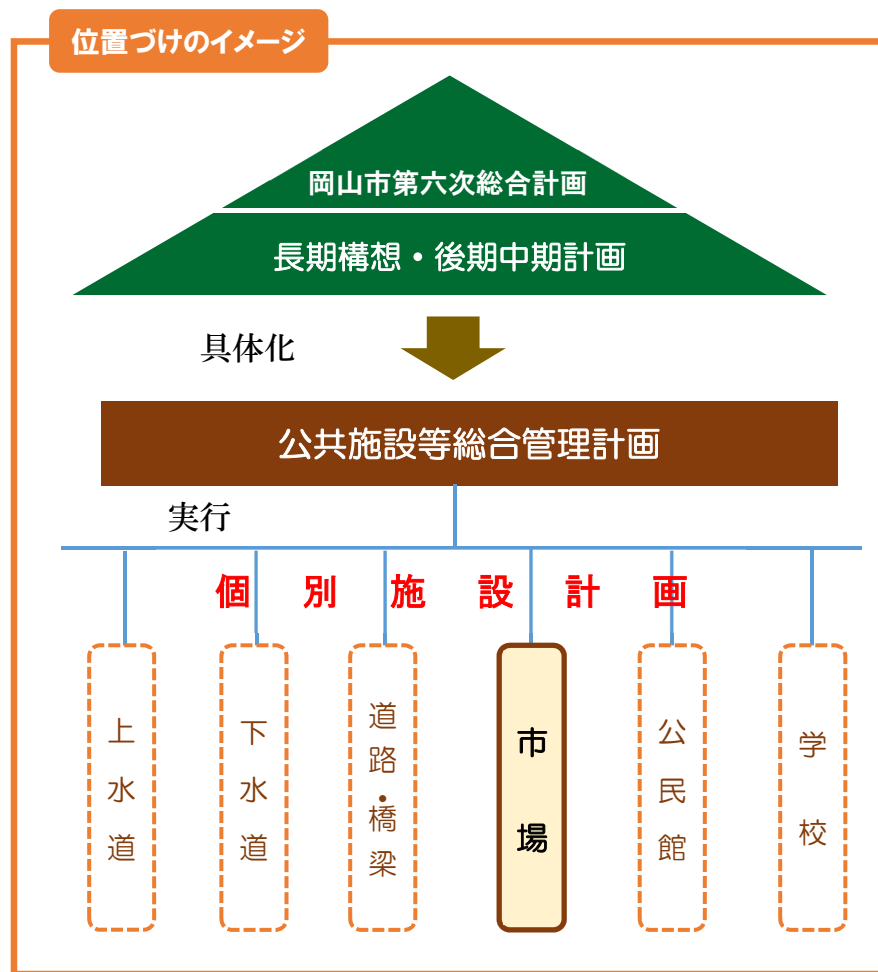 位置づけのイメージ
岡山市第六次総合計画
長期構想・後期中期計画
具体化
公共施設等総合管理計画
実行
個別施設計画
上水道
下水道
道路・橋梁
市場
公民館
学校